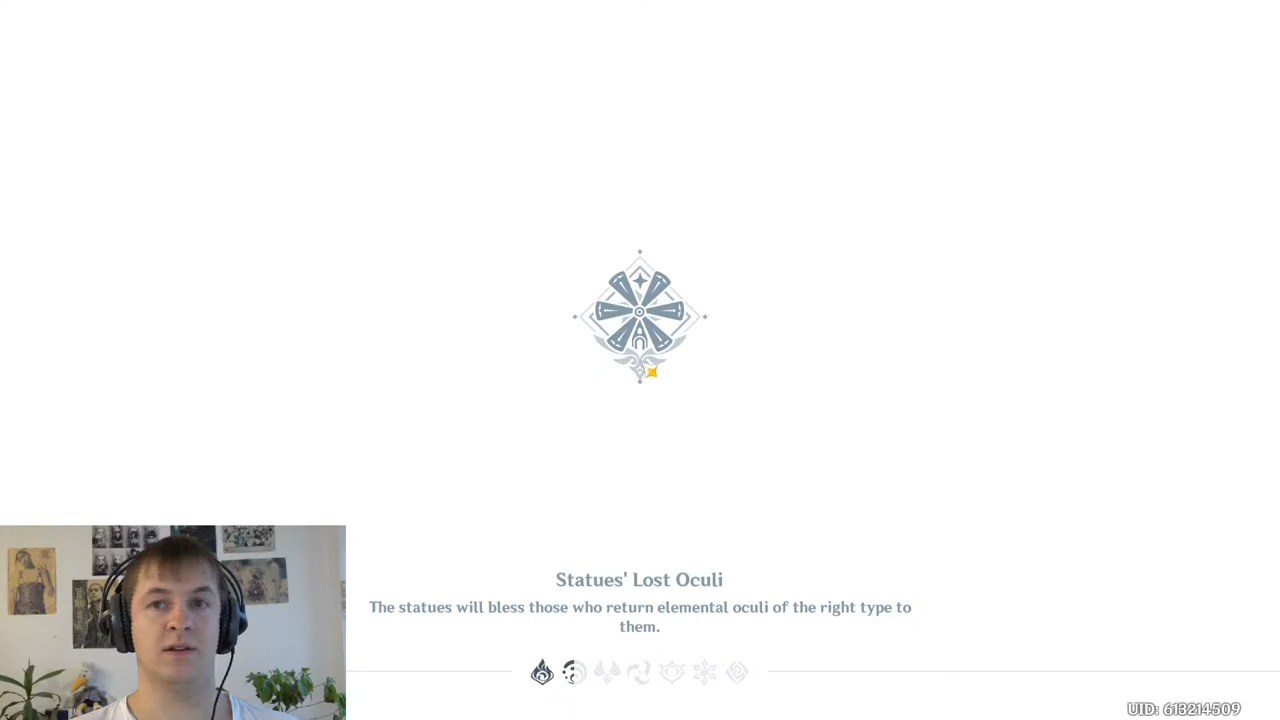 Statues' Lost Oculi
The statues will bless those who return elemental oculi of the right type to
them.
UID: 613214509